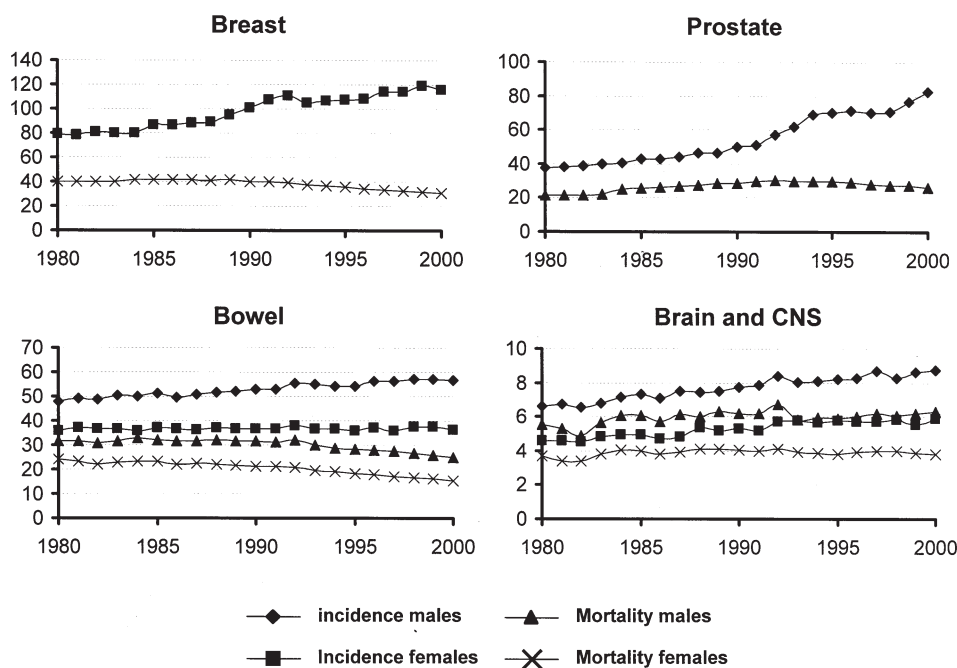 Breast
140
120
100
80
60
40
20
0
1980 1985 1990 1995 2000
Prostate
80
60
40
20
0
1980 1985 1990 1995 2000
Bowel
70
60
50
40
30
20
10
0
1980 1985 1990 1995 2000
Brain and CNS
10
8
6
4
2
0
1980 1985 1990 1995 2000
incidence males
Mortality males
Incidence females
Mortality females